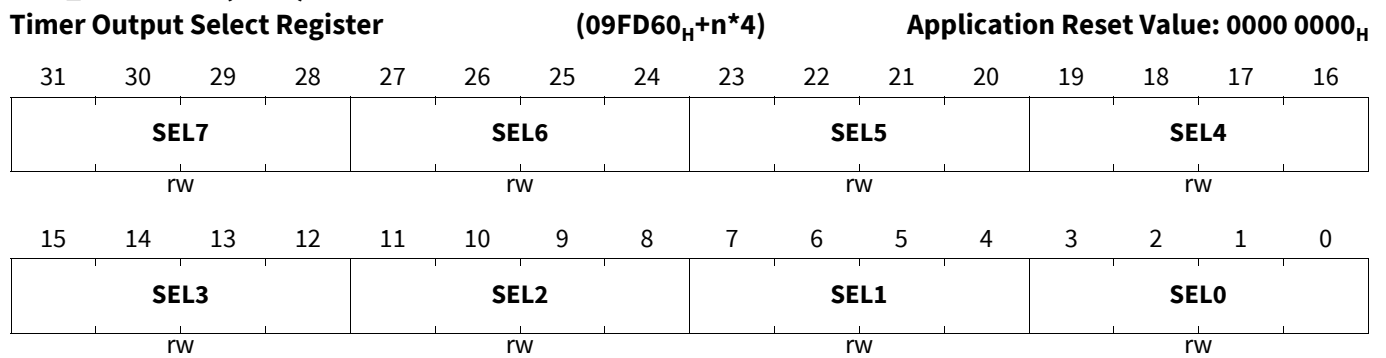 Timer Output Select Register (09FD60H+n*4) Application Reset Value: 0000 0000H
31 30 29 28 27 26 25 24 23 22 21 20 19 18 17 16
SEL7 SEL6 SEL5 SEL4
rw rw rw rw
15 14 13 12 11 10 9 8 7 6 5 4 3 2 1 0
SEL3 SEL2 SEL1 SEL0
rw rw rw rw